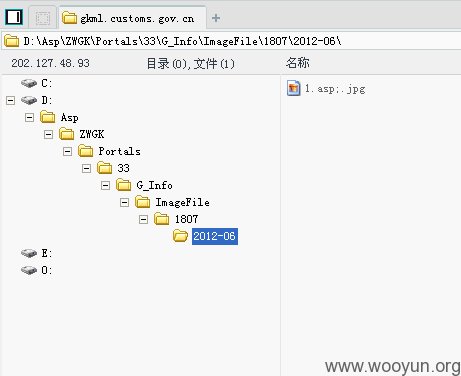 gkml.customs.gov.cn
D:\Asp\ZWGK\Portals\33\G_Info\ImageFile\1807\2012-06\
202.127.48.93 目录(0),文件(1) 名称
C:
D:
Asp
ZWGK
Portals
33
G_Info
ImageFile
1807
2012-06
E:
O:
1.asp;.jpg
www.wooyun.org